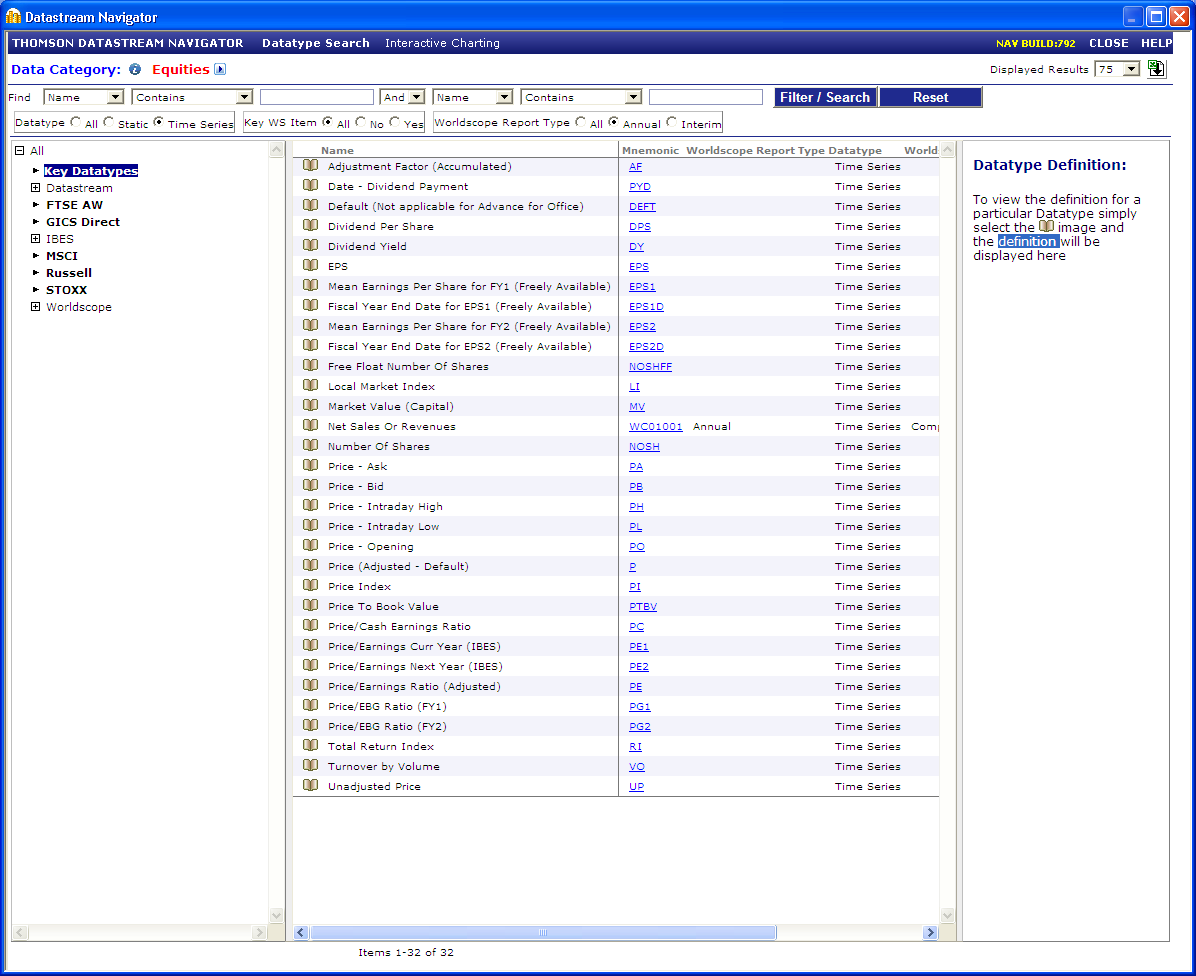 Datastream Navigator
THOMSON DATASTREAM NAVIGATOR Datatype Search Interactive Charting NAV BUILD:792 CLOSE HELP
Data Category: Equities Displayed Results 75
Find Name Contains And Name Contains Filter / Search Reset
Datatype All Static Time Series Key WS Item All No Yes Worldscope Report Type All Annual Interim
All
Key Datatypes
Datastream
FTSE AW
GICS Direct
IBES
MSCI
Russell
STOXX
Worldscope
Name Mnemonic Worldscope Report Type Datatype Worlds
Adjustment Factor (Accumulated) AF Time Series
Date - Dividend Payment PYD Time Series
Default (Not applicable for Advance for Office) DEFT Time Series
Dividend Per Share DPS Time Series
Dividend Yield DY Time Series
EPS EPS Time Series
Mean Earnings Per Share for FY1 (Freely Available) EPS1 Time Series
Fiscal Year End Date for EPS1 (Freely Available) EPS1D Time Series
Mean Earnings Per Share for FY2 (Freely Available) EPS2 Time Series
Fiscal Year End Date for EPS2 (Freely Available) EPS2D Time Series
Free Float Number Of Shares NOSHFF Time Series
Local Market Index LI Time Series
Market Value (Capital) MV Time Series
Net Sales Or Revenues WC01001 Annual Time Series Comp
Number Of Shares NOSH Time Series
Price - Ask PA Time Series
Price - Bid PB Time Series
Price - Intraday High PH Time Series
Price - Intraday Low PL Time Series
Price - Opening PO Time Series
Price (Adjusted - Default) P Time Series
Price Index PI Time Series
Price To Book Value PTBV Time Series
Price/Cash Earnings Ratio PC Time Series
Price/Earnings Curr Year (IBES) PE1 Time Series
Price/Earnings Next Year (IBES) PE2 Time Series
Price/Earnings Ratio (Adjusted) PE Time Series
Price/EBG Ratio (FY1) PG1 Time Series
Price/EBG Ratio (FY2) PG2 Time Series
Total Return Index RI Time Series
Turnover by Volume VO Time Series
Unadjusted Price UP Time Series
Items 1-32 of 32
Datatype Definition:
To view the definition for a
particular Datatype simply
select the image and
the definition will be
displayed here